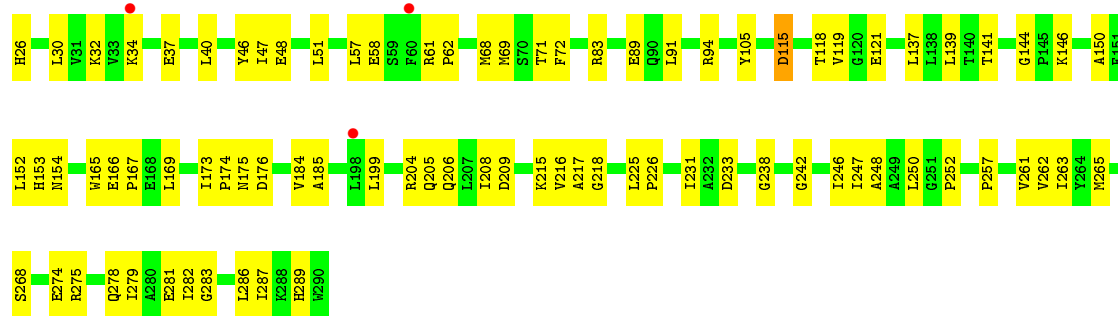 H26 L30 V31 K32 V33 K34 E37 L40 Y46 I47 E48 L51 L57 E58 S59 F60 R61 P62 M68 M69 S70 T71 F72 R83 E89 Q90 L91 R94 Y105 D115 T118 V119 G120 E121 L137 L138 L139 T140 T141 G144 P145 K146 A150 E151
L152 H153 N154 W165 E166 P167 E168 L169 I173 P174 N175 D176 V184 A185 L198 L199 R204 Q205 Q206 L207 I208 D209 K215 V216 A217 G218 L225 P226 I231 A232 D233 G238 G242 I246 I247 A248 A249 L250 G251 P252 P257 V261 V262 I263 Y264 M265
S268 E274 R275 Q278 I279 A280 E281 I282 G283 L286 I287 K288 H289 W290